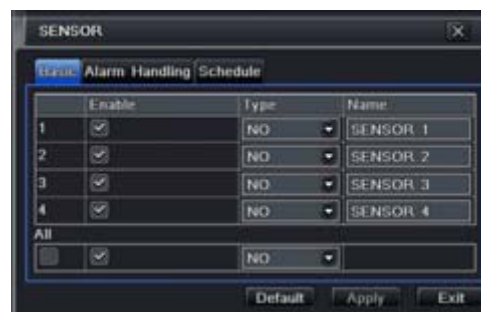 SENSOR
Basic Alarm Handling Schedule
Enable Type Name
1 NO SENSOR 1
2 NO SENSOR 2
3 NO SENSOR 3
4 NO SENSOR 4
All
NO
Default Apply Exit